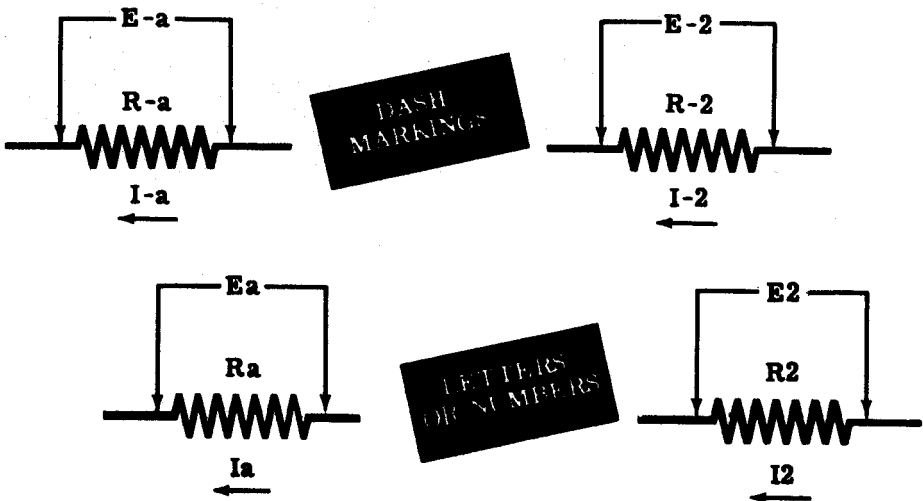 E-a
R-a
I-a
DASH
MARKINGS
E-2
R-2
I-2
Ea
Ra
Ia
LETTERS
OR NUMBERS
E2
R2
I2